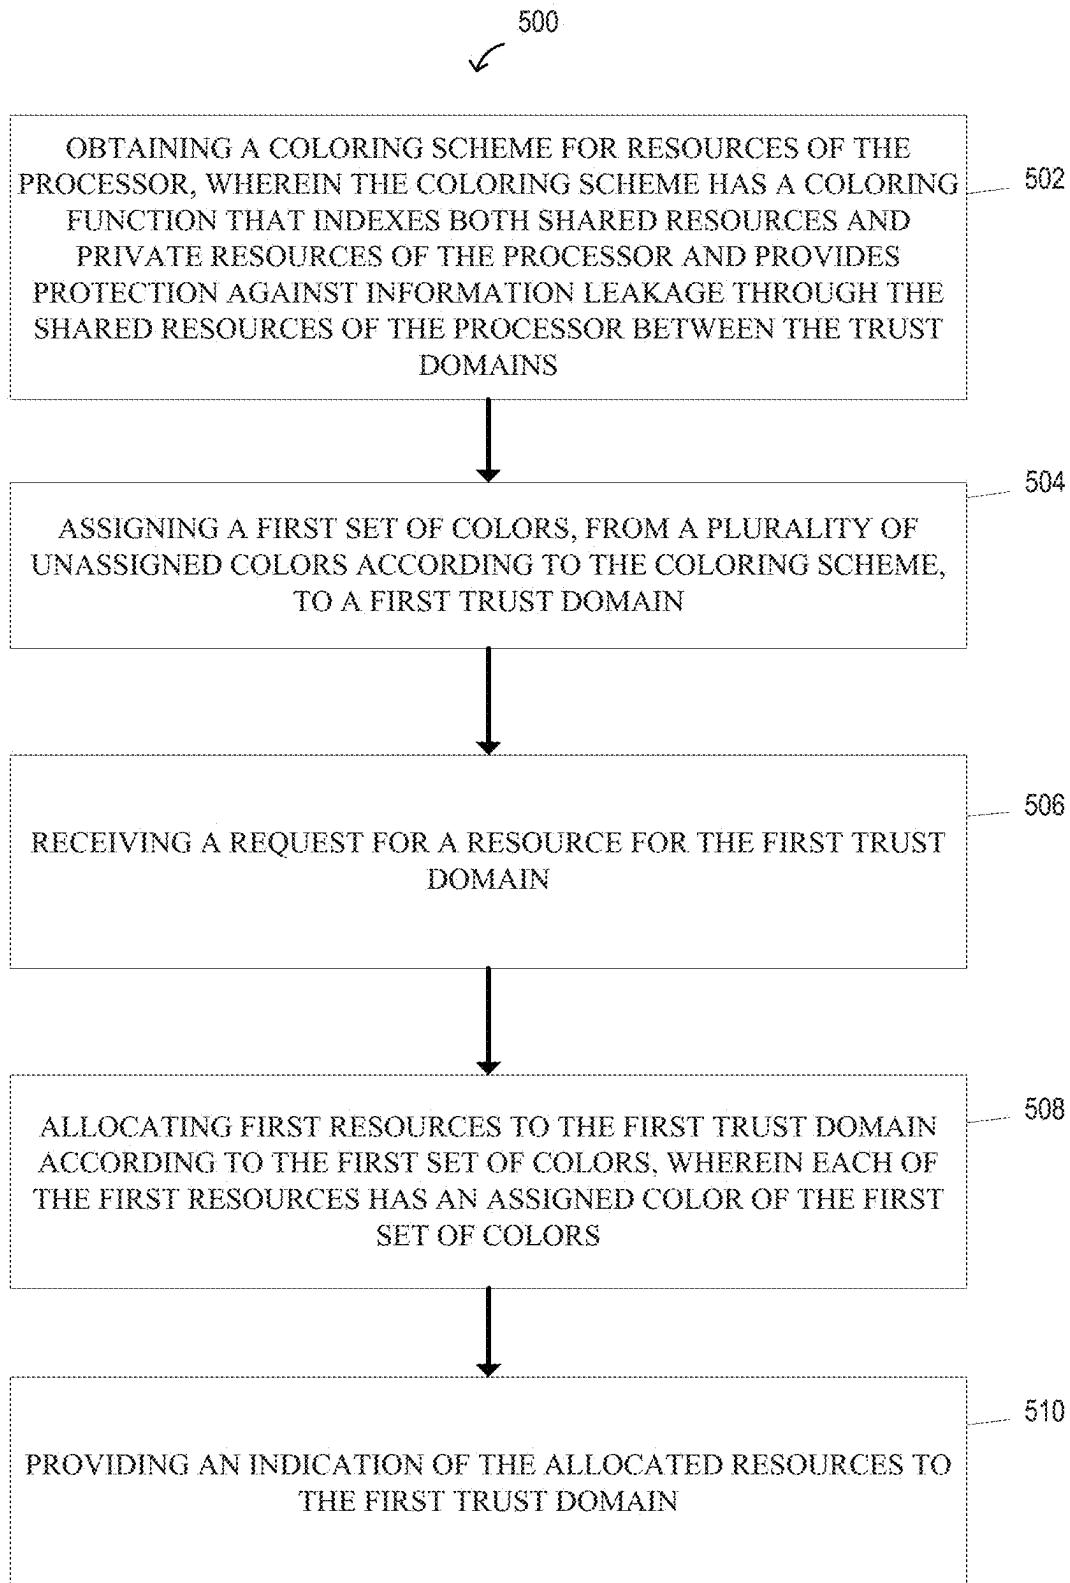 500
OBTAINING A COLORING SCHEME FOR RESOURCES OF THE
PROCESSOR, WHEREIN THE COLORING SCHEME HAS A COLORING
FUNCTION THAT INDEXES BOTH SHARED RESOURCES AND
PRIVATE RESOURCES OF THE PROCESSOR AND PROVIDES
PROTECTION AGAINST INFORMATION LEAKAGE THROUGH THE
SHARED RESOURCES OF THE PROCESSOR BETWEEN THE TRUST
DOMAINS
502
ASSIGNING A FIRST SET OF COLORS, FROM A PLURALITY OF
UNASSIGNED COLORS ACCORDING TO THE COLORING SCHEME,
TO A FIRST TRUST DOMAIN
504
RECEIVING A REQUEST FOR A RESOURCE FOR THE FIRST TRUST
DOMAIN
506
ALLOCATING FIRST RESOURCES TO THE FIRST TRUST DOMAIN
ACCORDING TO THE FIRST SET OF COLORS, WHEREIN EACH OF
THE FIRST RESOURCES HAS AN ASSIGNED COLOR OF THE FIRST
SET OF COLORS
508
PROVIDING AN INDICATION OF THE ALLOCATED RESOURCES TO
THE FIRST TRUST DOMAIN
510